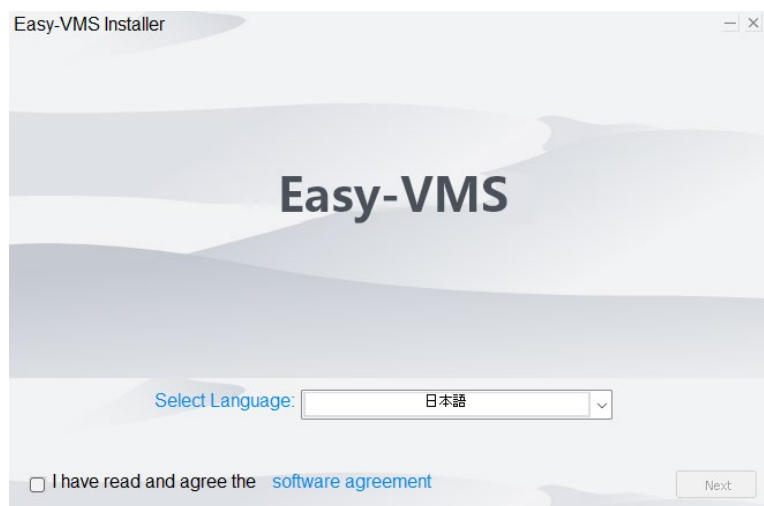 Easy-VMS Installer
Easy-VMS
Select Language: 日本語
I have read and agree the software agreement
Next